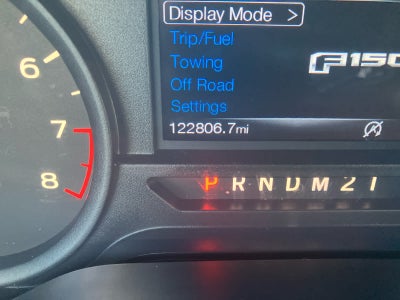 Display Mode >
Trip/Fuel
Towing
F150
Off Road
Settings
122806.7mi
6
7
8
P R N D M 2 1